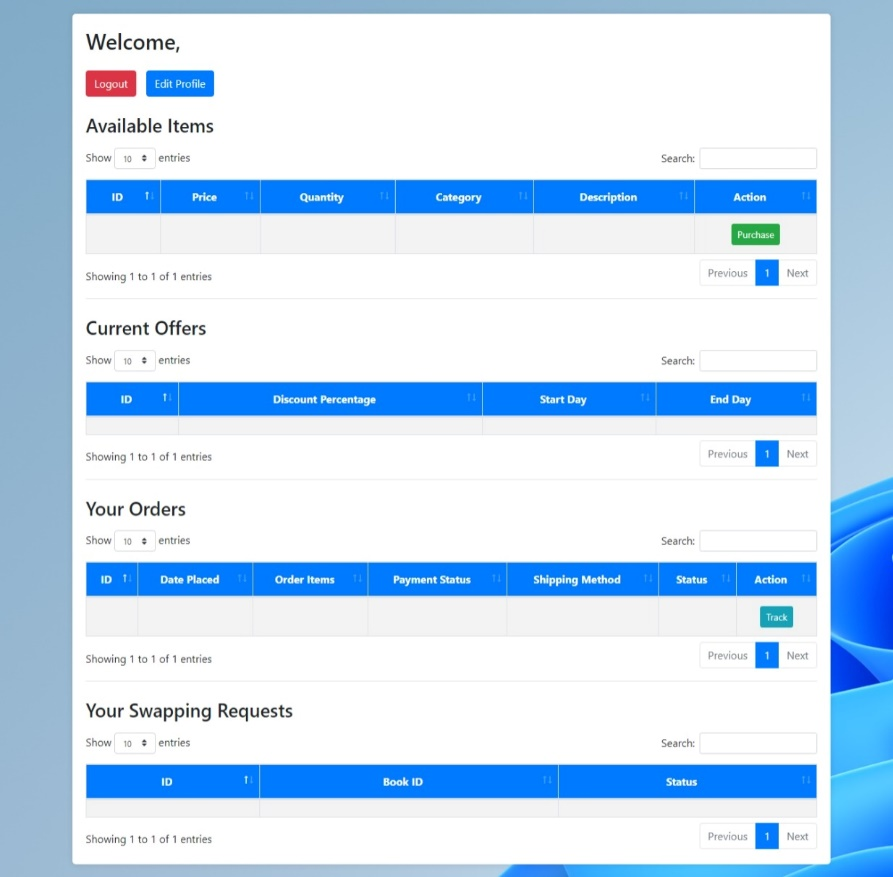 Welcome,
Logout Edit Profile
Available Items
Show 10 entries Search:
ID Price Quantity Category Description Action
Purchase
Showing 1 to 1 of 1 entries Previous 1 Next
Current Offers
Show 10 entries Search:
ID Discount Percentage Start Day End Day
Showing 1 to 1 of 1 entries Previous 1 Next
Your Orders
Show 10 entries Search:
ID Date Placed Order Items Payment Status Shipping Method Status Action
Track
Showing 1 to 1 of 1 entries Previous 1 Next
Your Swapping Requests
Show 10 entries Search:
ID Book ID Status
Showing 1 to 1 of 1 entries Previous 1 Next